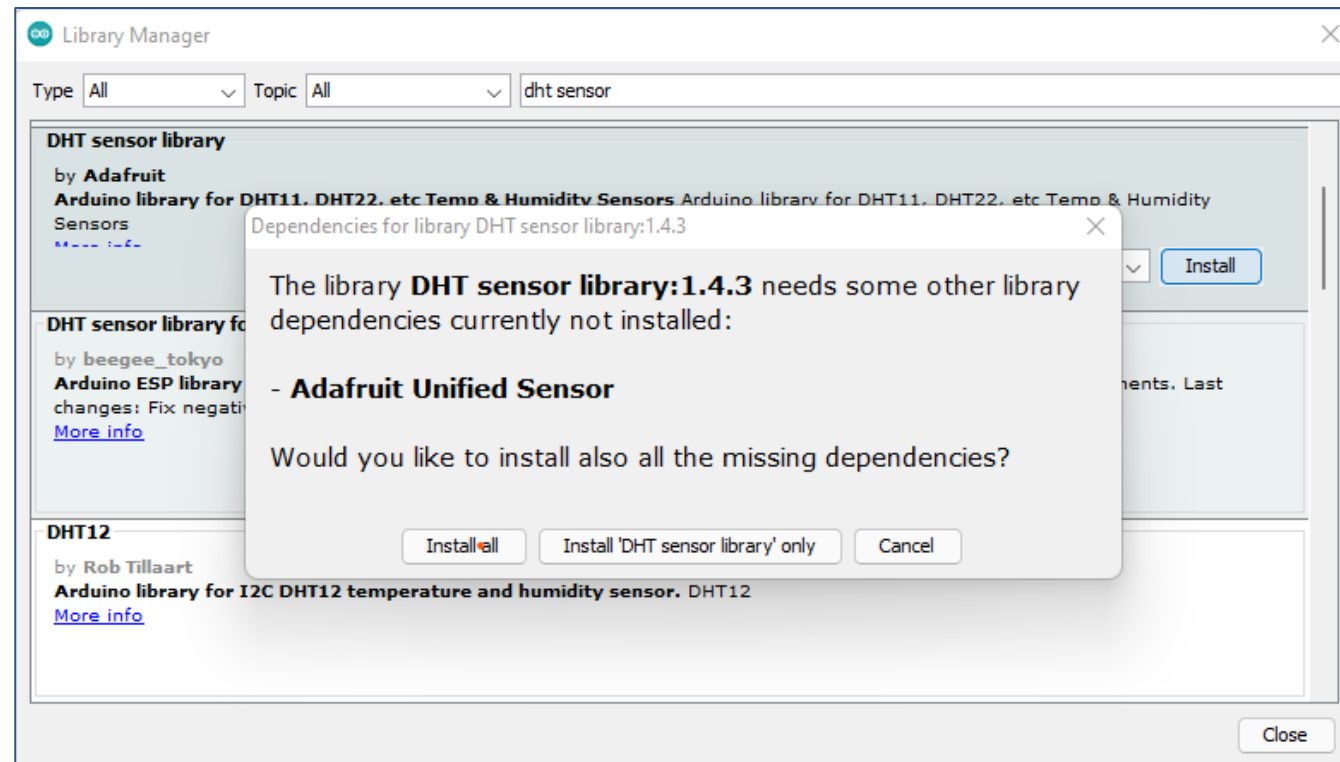 Library Manager
Type All Topic All dht sensor
DHT sensor library
by Adafruit
Arduino library for DHT11, DHT22, etc Temp & Humidity Sensors Arduino library for DHT11, DHT22, etc Temp & Humidity
Sensors
More info
Install
Dependencies for library DHT sensor library:1.4.3
The library DHT sensor library:1.4.3 needs some other library
dependencies currently not installed:
- Adafruit Unified Sensor
Would you like to install also all the missing dependencies?
Install all Install 'DHT sensor library' only Cancel
DHT sensor library
by beegee_tokyo
Arduino ESP library
Last
changes: Fix
More info
DHT12
by Rob Tillaart
Arduino library for I2C DHT12 temperature and humidity sensor. DHT12
More info
Close